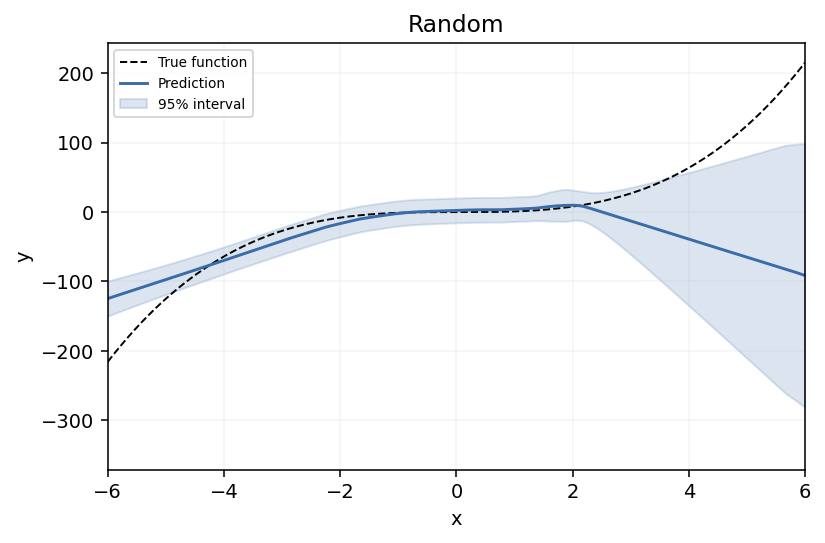 Random
True function
Prediction
95% interval
200
100
0
−100
−200
−300
y
−6
−4
−2
0
2
4
6
x